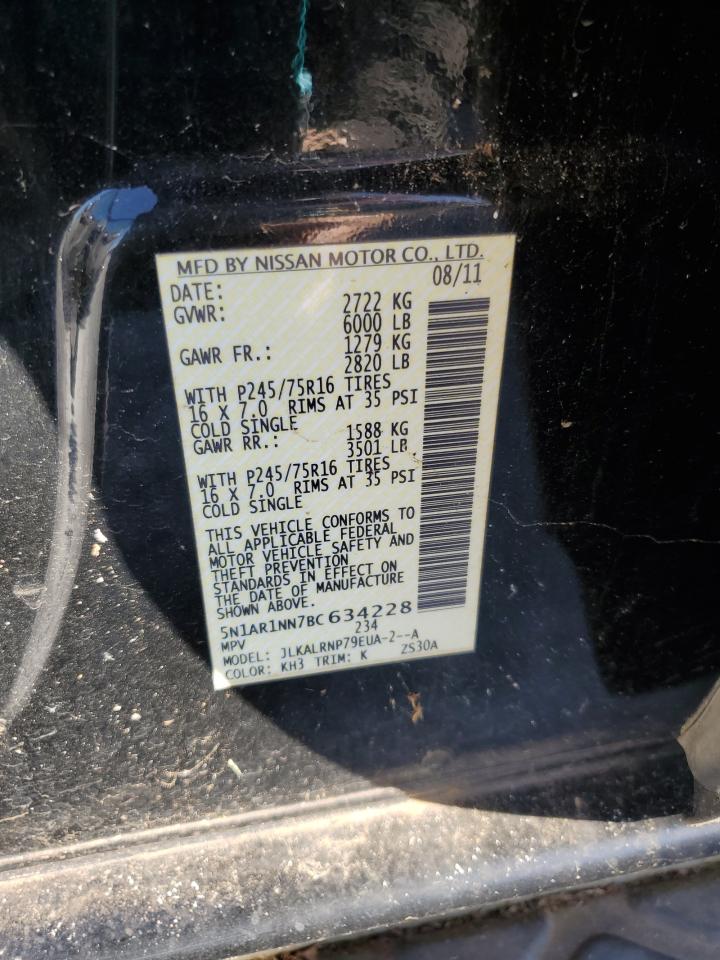 MFD BY NISSAN MOTOR CO., LTD.
DATE: 08/11
GVWR: 2722 KG
6000 LB
GAWR FR.: 1279 KG
2820 LB
WITH P245/75R16 TIRES
16 X 7.0 RIMS AT 35 PSI
COLD SINGLE
GAWR RR.: 1588 KG
3501 LB
WITH P245/75R16 TIRES
16 X 7.0 RIMS AT 35 PSI
COLD SINGLE
THIS VEHICLE CONFORMS TO
ALL APPLICABLE FEDERAL
MOTOR VEHICLE SAFETY AND
THEFT PREVENTION
STANDARDS IN EFFECT ON
THE DATE OF MANUFACTURE
SHOWN ABOVE.
5N1AR1NN7BC634228
MPV 234
MODEL: JLKALRNP79EUA-2--A
COLOR: KH3 TRIM: K ZS30A